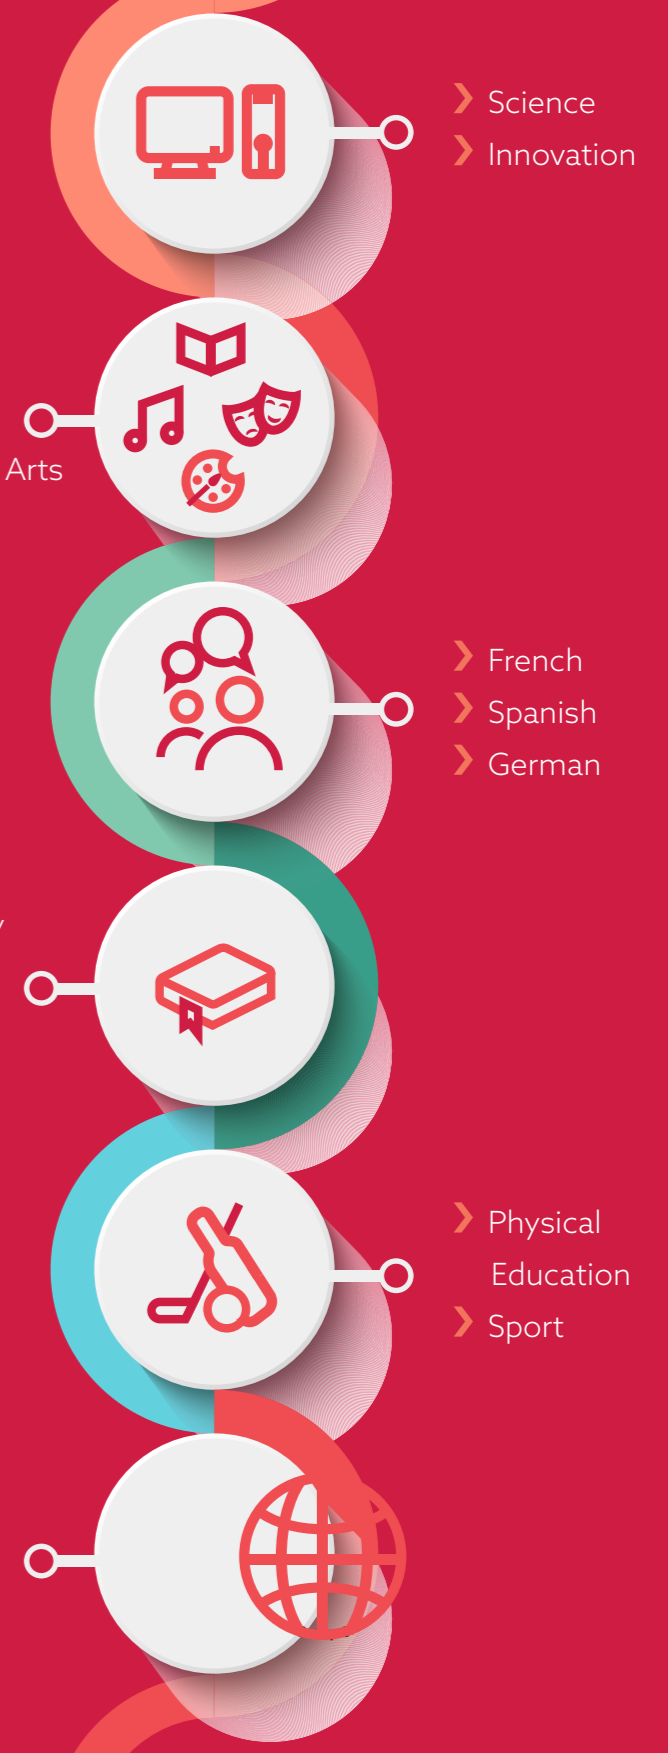 Science
Innovation
Arts
French
Spanish
German
Physical
Education
Sport